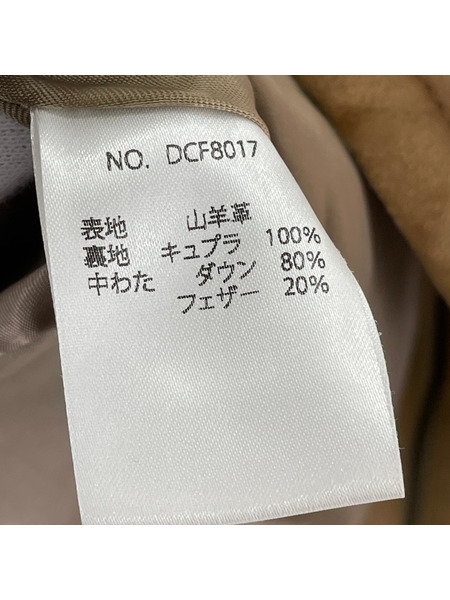 NO. DCF8017
表地 山羊革
裏地 キュプラ 100%
中わた ダウン 80%
フェザー 20%